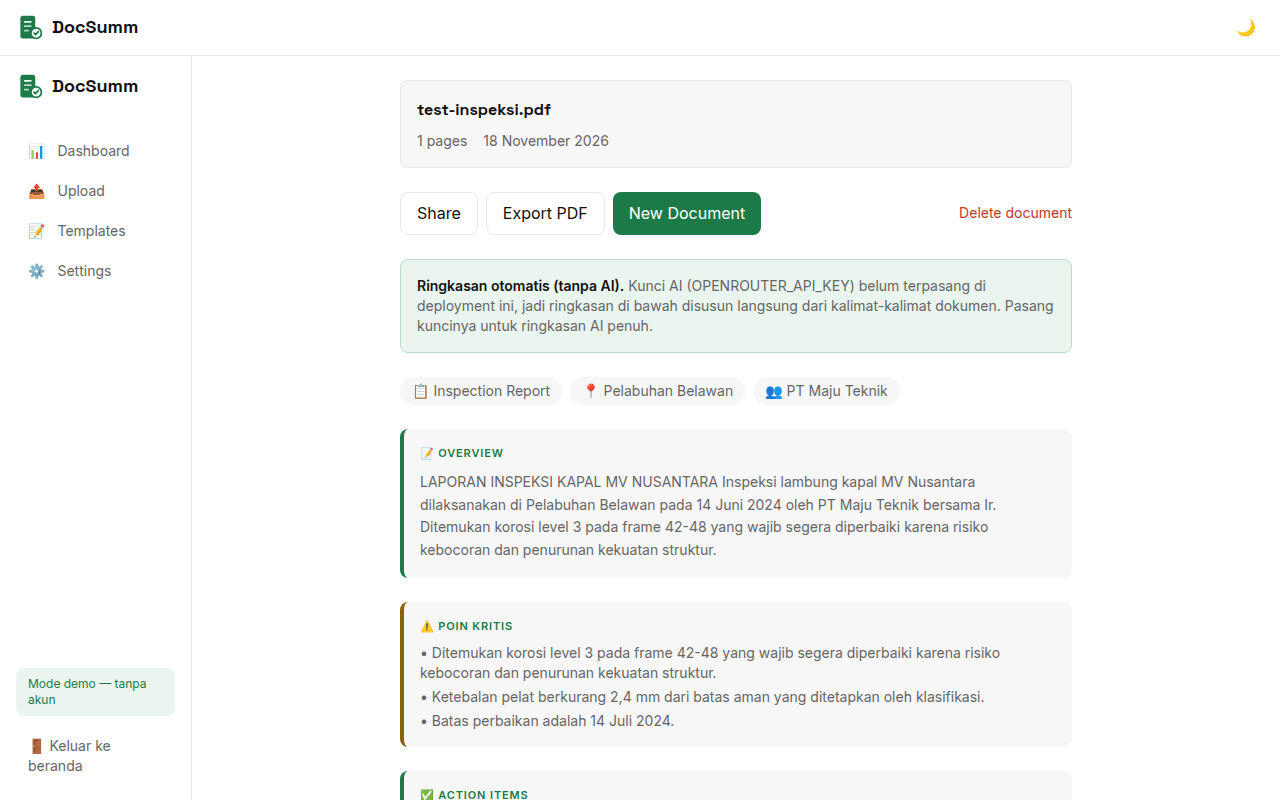 DocSumm
DocSumm
Dashboard
Upload
Templates
Settings
Mode demo — tanpa
akun
Keluar ke
beranda
test-inspeksi.pdf
1 pages 18 November 2026
Share Export PDF New Document Delete document
Ringkasan otomatis (tanpa AI). Kunci AI (OPENROUTER_API_KEY) belum terpasang di
deployment ini, jadi ringkasan di bawah disusun langsung dari kalimat-kalimat dokumen. Pasang
kuncinya untuk ringkasan AI penuh.
Inspection Report Pelabuhan Belawan PT Maju Teknik
OVERVIEW
LAPORAN INSPEKSI KAPAL MV NUSANTARA Inspeksi lambung kapal MV Nusantara
dilaksanakan di Pelabuhan Belawan pada 14 Juni 2024 oleh PT Maju Teknik bersama Ir.
Ditemukan korosi level 3 pada frame 42-48 yang wajib segera diperbaiki karena risiko
kebocoran dan penurunan kekuatan struktur.
POIN KRITIS
• Ditemukan korosi level 3 pada frame 42-48 yang wajib segera diperbaiki karena risiko
kebocoran dan penurunan kekuatan struktur.
• Ketebalan pelat berkurang 2,4 mm dari batas aman yang ditetapkan oleh klasifikasi.
• Batas perbaikan adalah 14 Juli 2024.
ACTION ITEMS